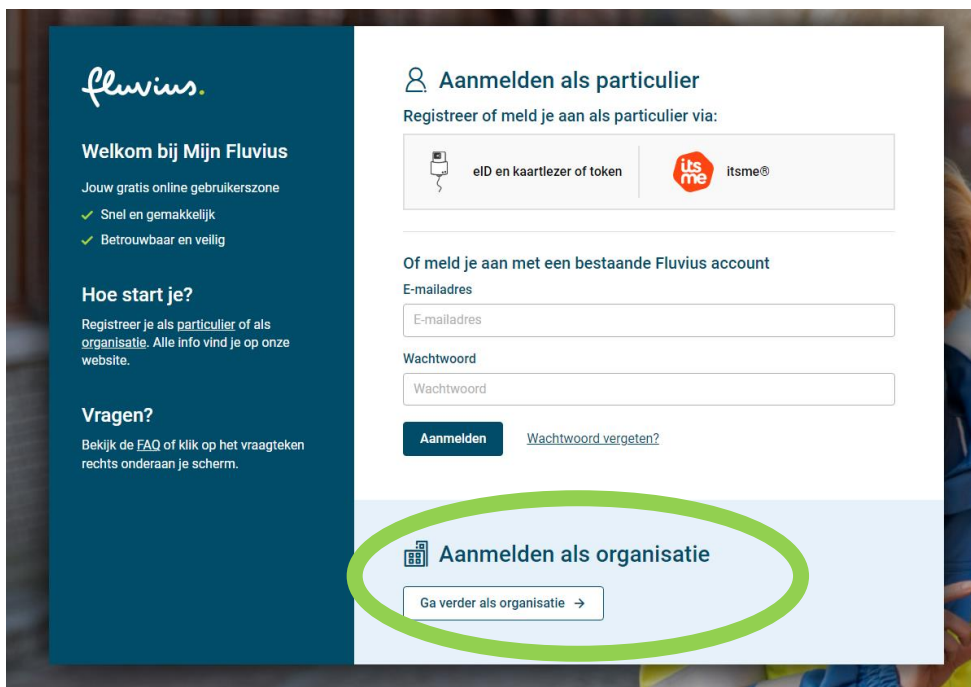 fluvius.
Welkom bij Mijn Fluvius
Jouw gratis online gebruikerszone
Snel en gemakkelijk
Betrouwbaar en veilig
Hoe start je?
Registreer je als particulier of als
organisatie. Alle info vind je op onze
website.
Vragen?
Bekijk de FAQ of klik op het vraagteken
rechts onderaan je scherm.
Aanmelden als particulier
Registreer of meld je aan als particulier via:
eID en kaartlezer of token
its
me
itsme®
Of meld je aan met een bestaande Fluvius account
E-mailadres
E-mailadres
Wachtwoord
Wachtwoord
Aanmelden
Wachtwoord vergeten?
Aanmelden als organisatie
Ga verder als organisatie →